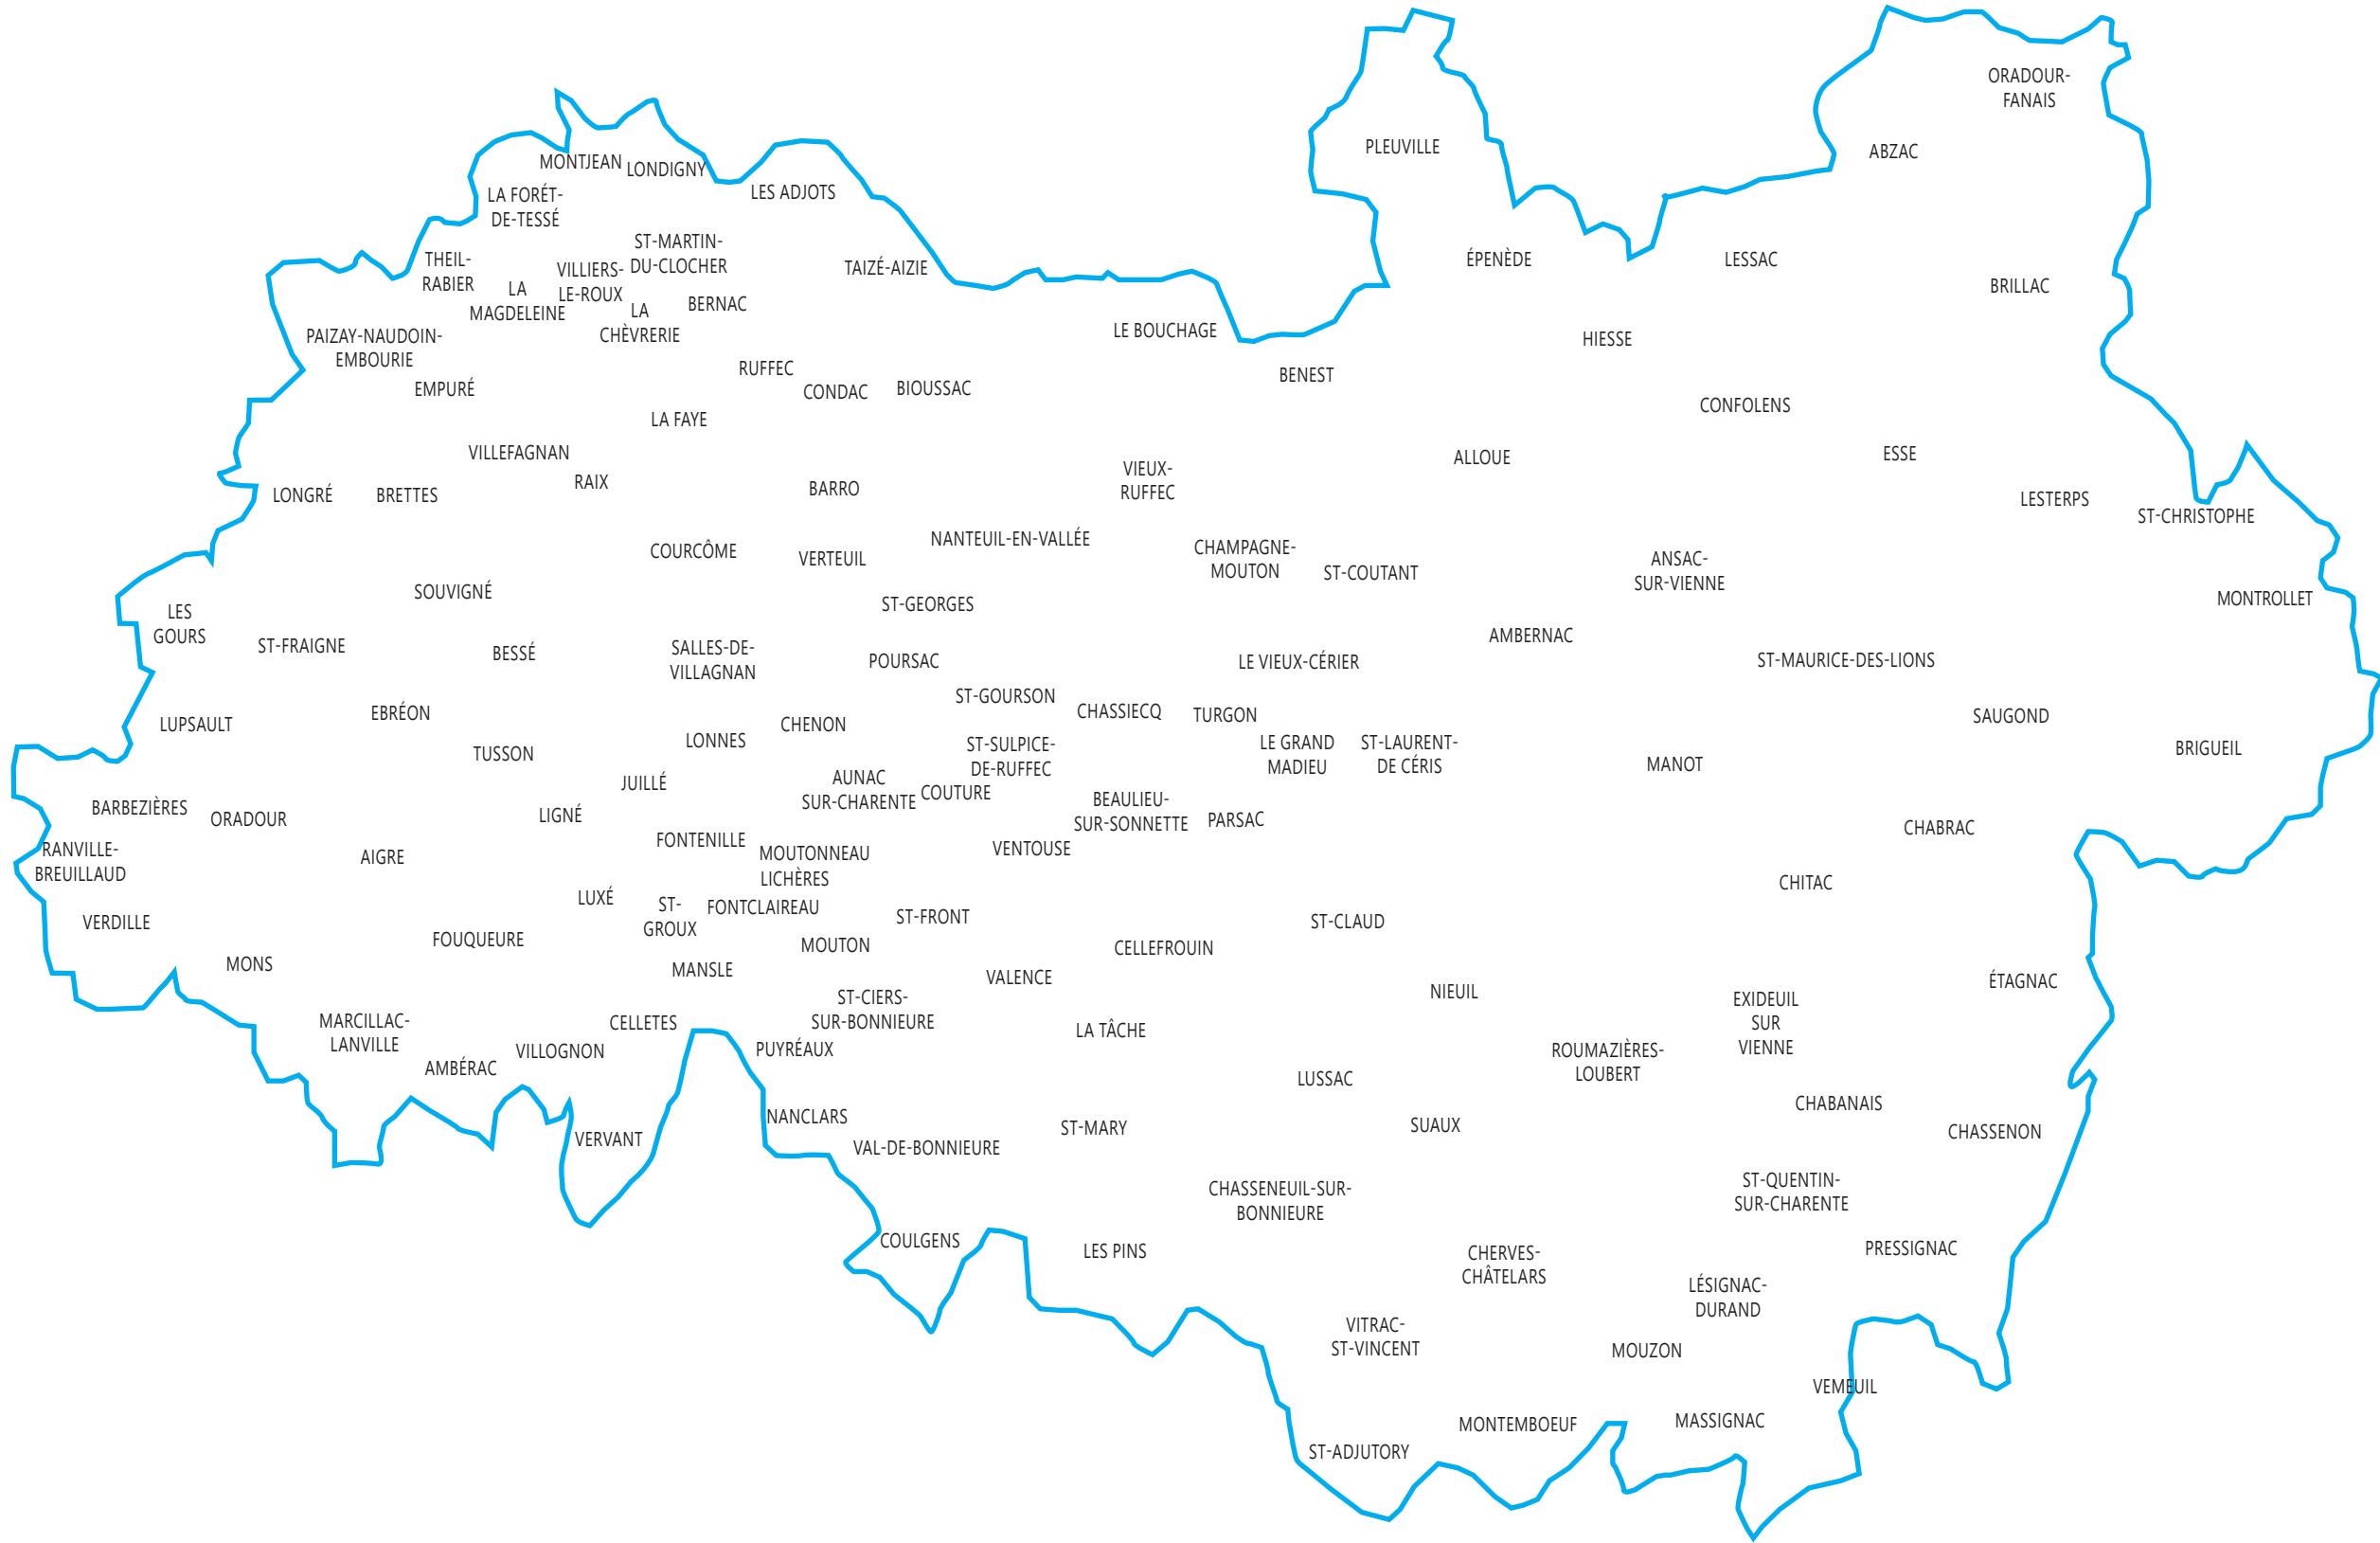 ORADOUR-
FANAIS
PLEUVILLE
ABZAC
MONTJEAN
LONDIGNY
LES ADJOTS
LA FORÉT-
DE-TESSÉ
ST-MARTIN-
DU-CLOCHER
THEIL-
RABIER
VILLIERS-
LE-ROUX
TAIZÉ-AIZIE
ÉPENÈDE
LESSAC
BRILLAC
LA
MAGDELEINE
LA
CHÈVRERIE
BERNAC
LE BOUCHAGE
HIESSE
PAIZAY-NAUDOIN-
EMBOURIE
EMPURÉ
RUFFEC
CONDAC
BIOUSSAC
BENEST
CONFOLENS
LA FAYE
VILLEFAGNAN
RAIX
ALLOUE
ESSE
VIEUX-
RUFFEC
LONGRÉ
BRETTES
BARRO
LESTERPS
ST-CHRISTOPHE
COURCÔME
VERTEUIL
NANTEUIL-EN-VALLÉE
CHAMPAGNE-
MOUTON
ST-COUTANT
ANSAC-
SUR-VIENNE
SOUVIGNÉ
ST-GEORGES
MONTROLLET
LES
GOURS
ST-FRAIGNE
BESSÉ
SALLES-DE-
VILLAGNAN
POURSAC
LE VIEUX-CÉRIER
AMBERNAC
ST-MAURICE-DES-LIONS
ST-GOURSON
CHASSIECQ
TURGON
SAUGOND
LUPSAULT
EBRÉON
CHENON
LONNES
TUSSON
ST-SULPICE-
DE-RUFFEC
LE GRAND
MADIEU
ST-LAURENT-
DE CÉRIS
MANOT
BRIGUEIL
JUILLÉ
AUNAC
SUR-CHARENTE
COUTURE
BEAULIEU-
SUR-SONNETTE
PARSAC
BARBEZIÈRES
ORADOUR
LIGNÉ
CHABRAC
FONTENILLE
MOUTONNEAU
LICHÈRES
VENTOUSE
RANVILLE-
BREUILLAUD
AIGRE
CHITAC
LUXÉ
ST-
GROUX
FONTCLAIREAU
ST-FRONT
ST-CLAUD
VERDILLE
FOUQUEURE
MOUTON
CELLEFROUIN
MONS
MANSLE
VALENCE
NIEUIL
ÉTAGNAC
ST-CIERS-
SUR-BONNIEURE
EXIDEUIL
SUR
VIENNE
MARCILLAC-
LANVILLE
CELLETES
LA TÂCHE
VILLOGNON
PUYRÉAUX
ROUMAZIÈRES-
LOUBERT
AMBÉRAC
LUSSAC
CHABANAIS
NANCLARS
ST-MARY
SUAUX
CHASSENON
VERVANT
VAL-DE-BONNIEURE
CHASSENEUIL-SUR-
BONNIEURE
ST-QUENTIN-
SUR-CHARENTE
COULGENS
LES PINS
CHERVES-
CHÂTELARS
PRESSIGNAC
LÉSIGNAC-
DURAND
VITRAC-
ST-VINCENT
MOUZON
VEMEUIL
MONTEMBOEUF
MASSIGNAC
ST-ADJUTORY